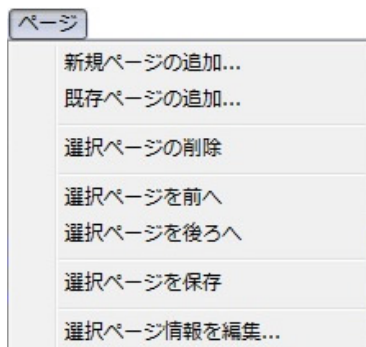 ページ
新規ページの追加...
既存ページの追加...
選択ページの削除
選択ページを前へ
選択ページを後ろへ
選択ページを保存
選択ページ情報を編集...